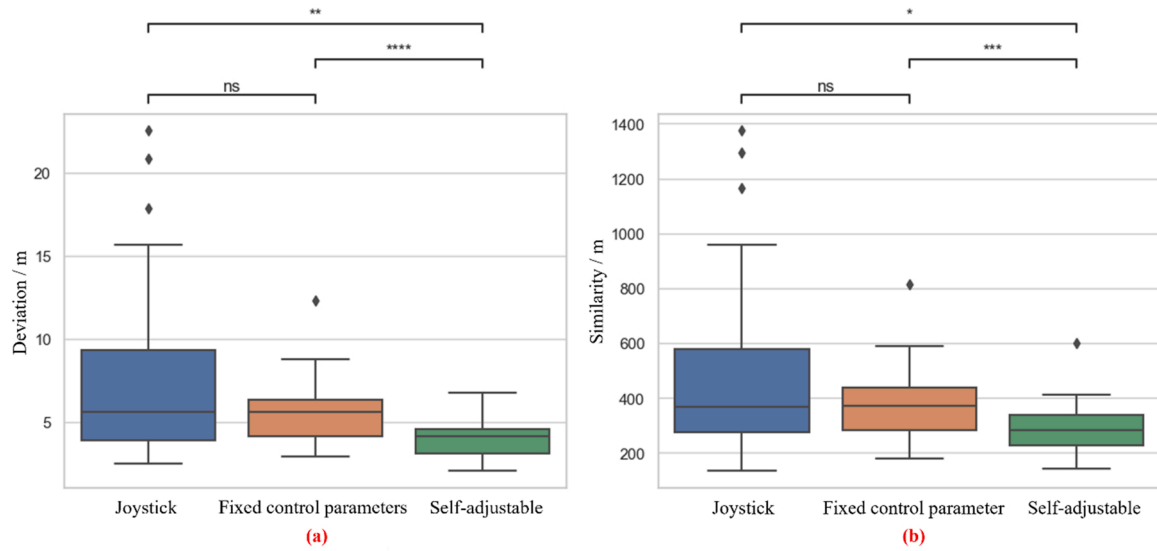 **
****
ns
20
15
10
5
Deviation / m
Joystick Fixed control parameters Self-adjustable
(a)
*
***
ns
1400
1200
1000
800
600
400
200
Similarity / m
Joystick Fixed control parameter Self-adjustable
(b)